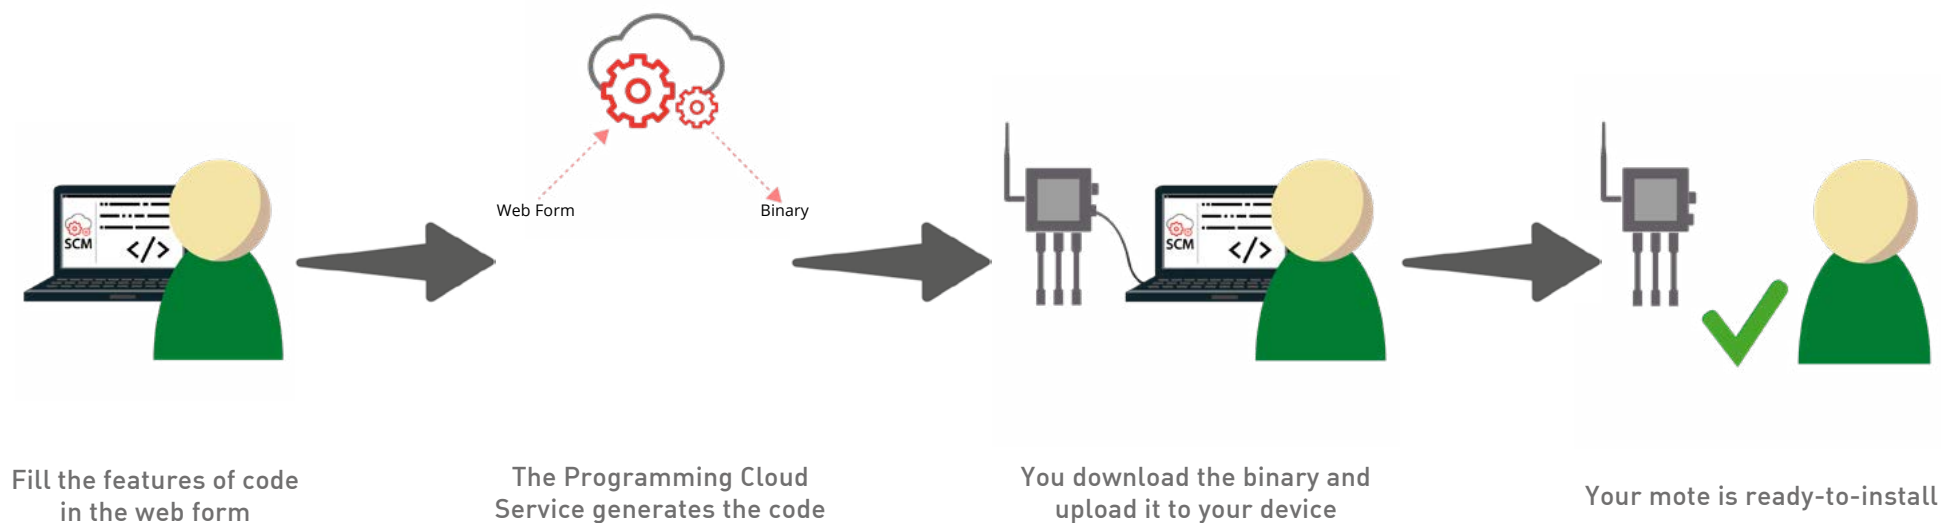 SCM
</>
Web Form
Binary
SCM
</>
Fill the features of code
in the web form
The Programming Cloud
Service generates the code
You download the binary and
upload it to your device
Your mote is ready-to-install